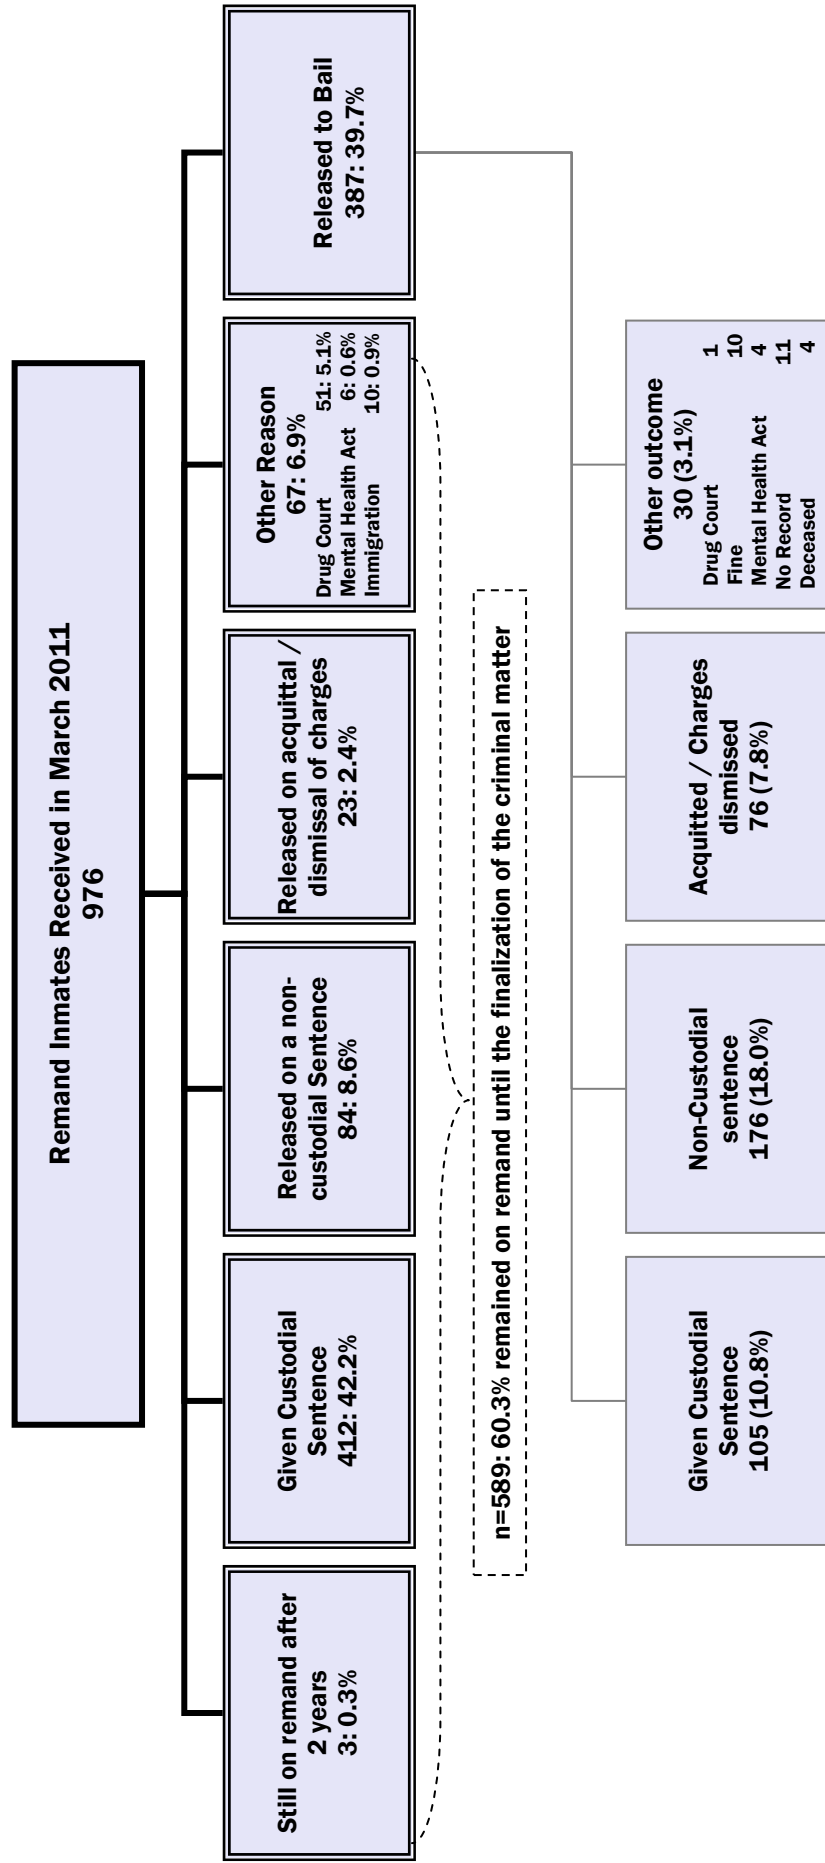 Remand Inmates Received in March 2011
976
Still on remand after
2 years
3: 0.3%
Given Custodial
Sentence
412: 42.2%
Released on a non-
custodial Sentence
84: 8.6%
Released on acquittal /
dismissal of charges
23: 2.4%
Other Reason
67: 6.9%
Drug Court 51: 5.1%
Mental Health Act 6: 0.6%
Immigration 10: 0.9%
Released to Bail
387: 39.7%
n=589: 60.3% remained on remand until the finalization of the criminal matter
Given Custodial
Sentence
105 (10.8%)
Non-Custodial
sentence
176 (18.0%)
Acquitted / Charges
dismissed
76 (7.8%)
Other outcome
30 (3.1%)
Drug Court 1
Fine 10
Mental Health Act 4
No Record 11
Deceased 4